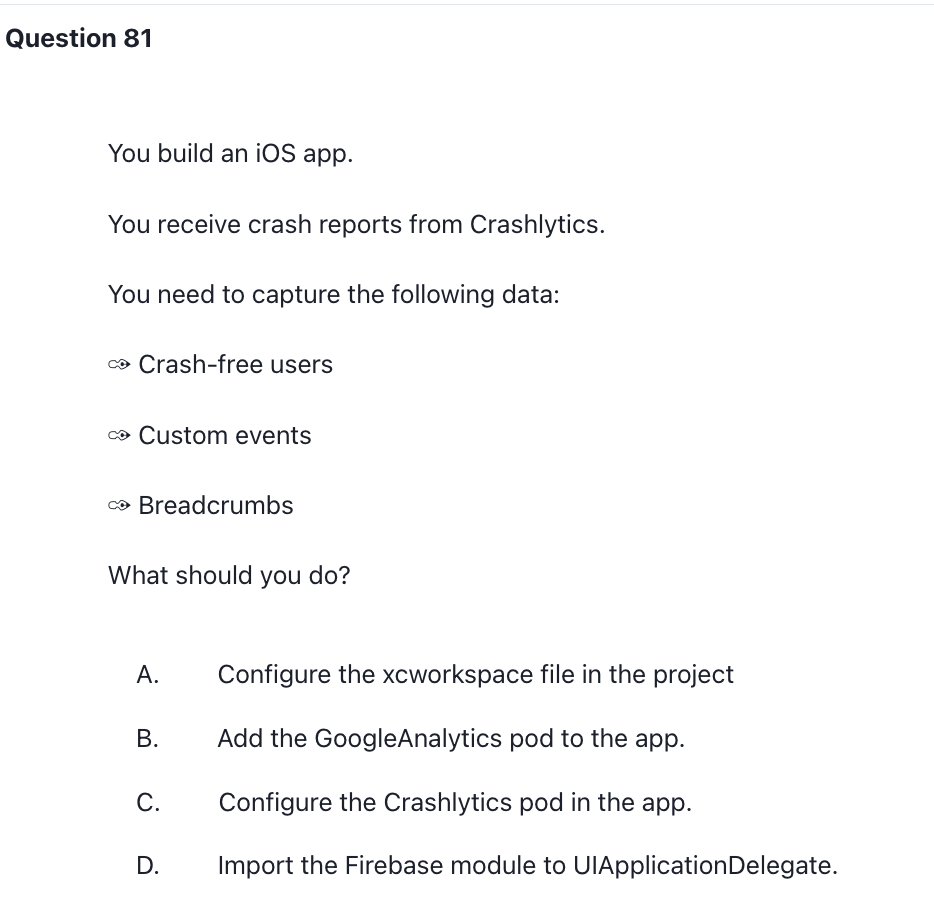 Question 81
You build an iOS app.
You receive crash reports from Crashlytics.
You need to capture the following data:
Crash-free users
Custom events
Breadcrumbs
What should you do?
A. Configure the xcworkspace file in the project
B. Add the GoogleAnalytics pod to the app.
C. Configure the Crashlytics pod in the app.
D. Import the Firebase module to UIApplicationDelegate.